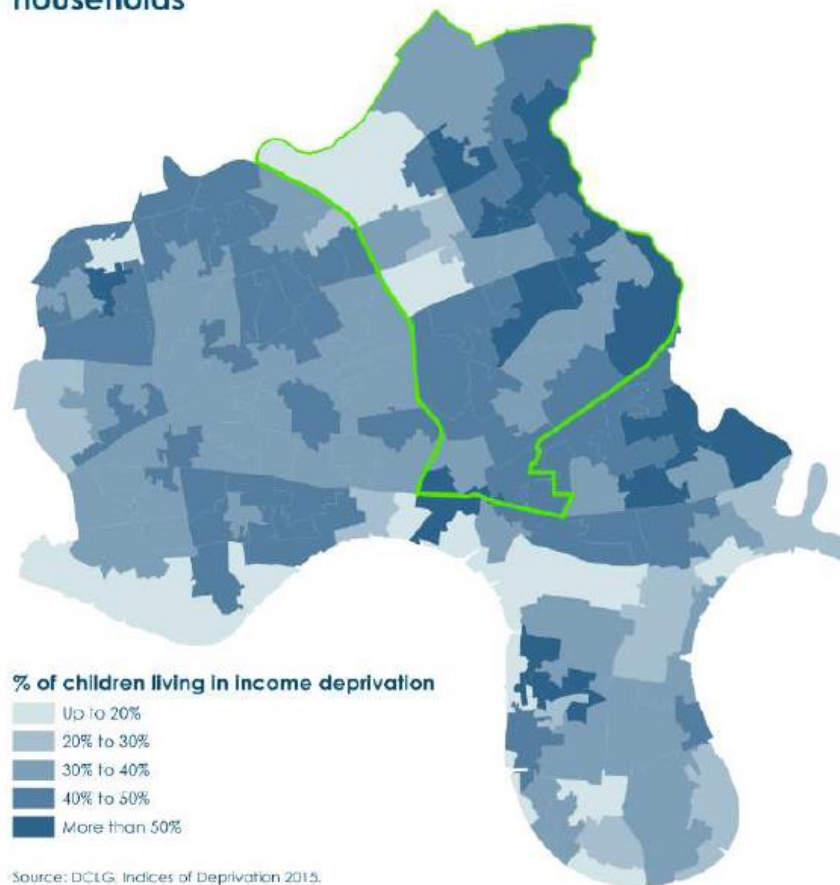 households
% of children living in income deprivation
Up to 20%
20% to 30%
30% to 40%
40% to 50%
More than 50%
Source: DCLG, Indices of Deprivation 2015.